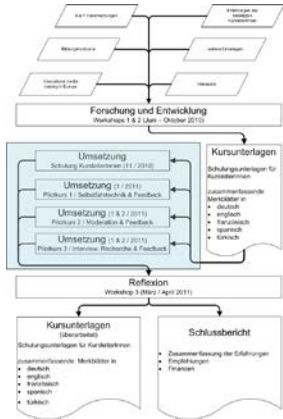 Forschung und Entwicklung
Workshops 1 & 2 (Juni – Oktober 2010)
Umsetzung
Schulung KursleiterInnen (11 / 2010)
Umsetzung (1 / 2011)
Pilotkurs 1 / Selbstfahrtechnik & Feedback
Umsetzung (1 & 2 / 2011)
Pilotkurs 2 / Moderation & Feedback
Umsetzung (1 & 2 / 2011)
Pilotkurs 3 / Interview, Recherche & Feedback
Kursunterlagen
Schulungsunterlagen für
KursleiterInnen
zusammenfassende
Merkblätter in
deutsch
englisch
französisch
spanisch
türkisch
Reflexion
Workshop 3 (März / April 2011)
Kursunterlagen
(überarbeitet)
Schulungsunterlagen für KursleiterInnen
zusammenfassende Merkblätter in
deutsch
englisch
französisch
spanisch
türkisch
Schlussbericht
Zusammenfassung der Erfahrungen
Empfehlungen
Finanzen